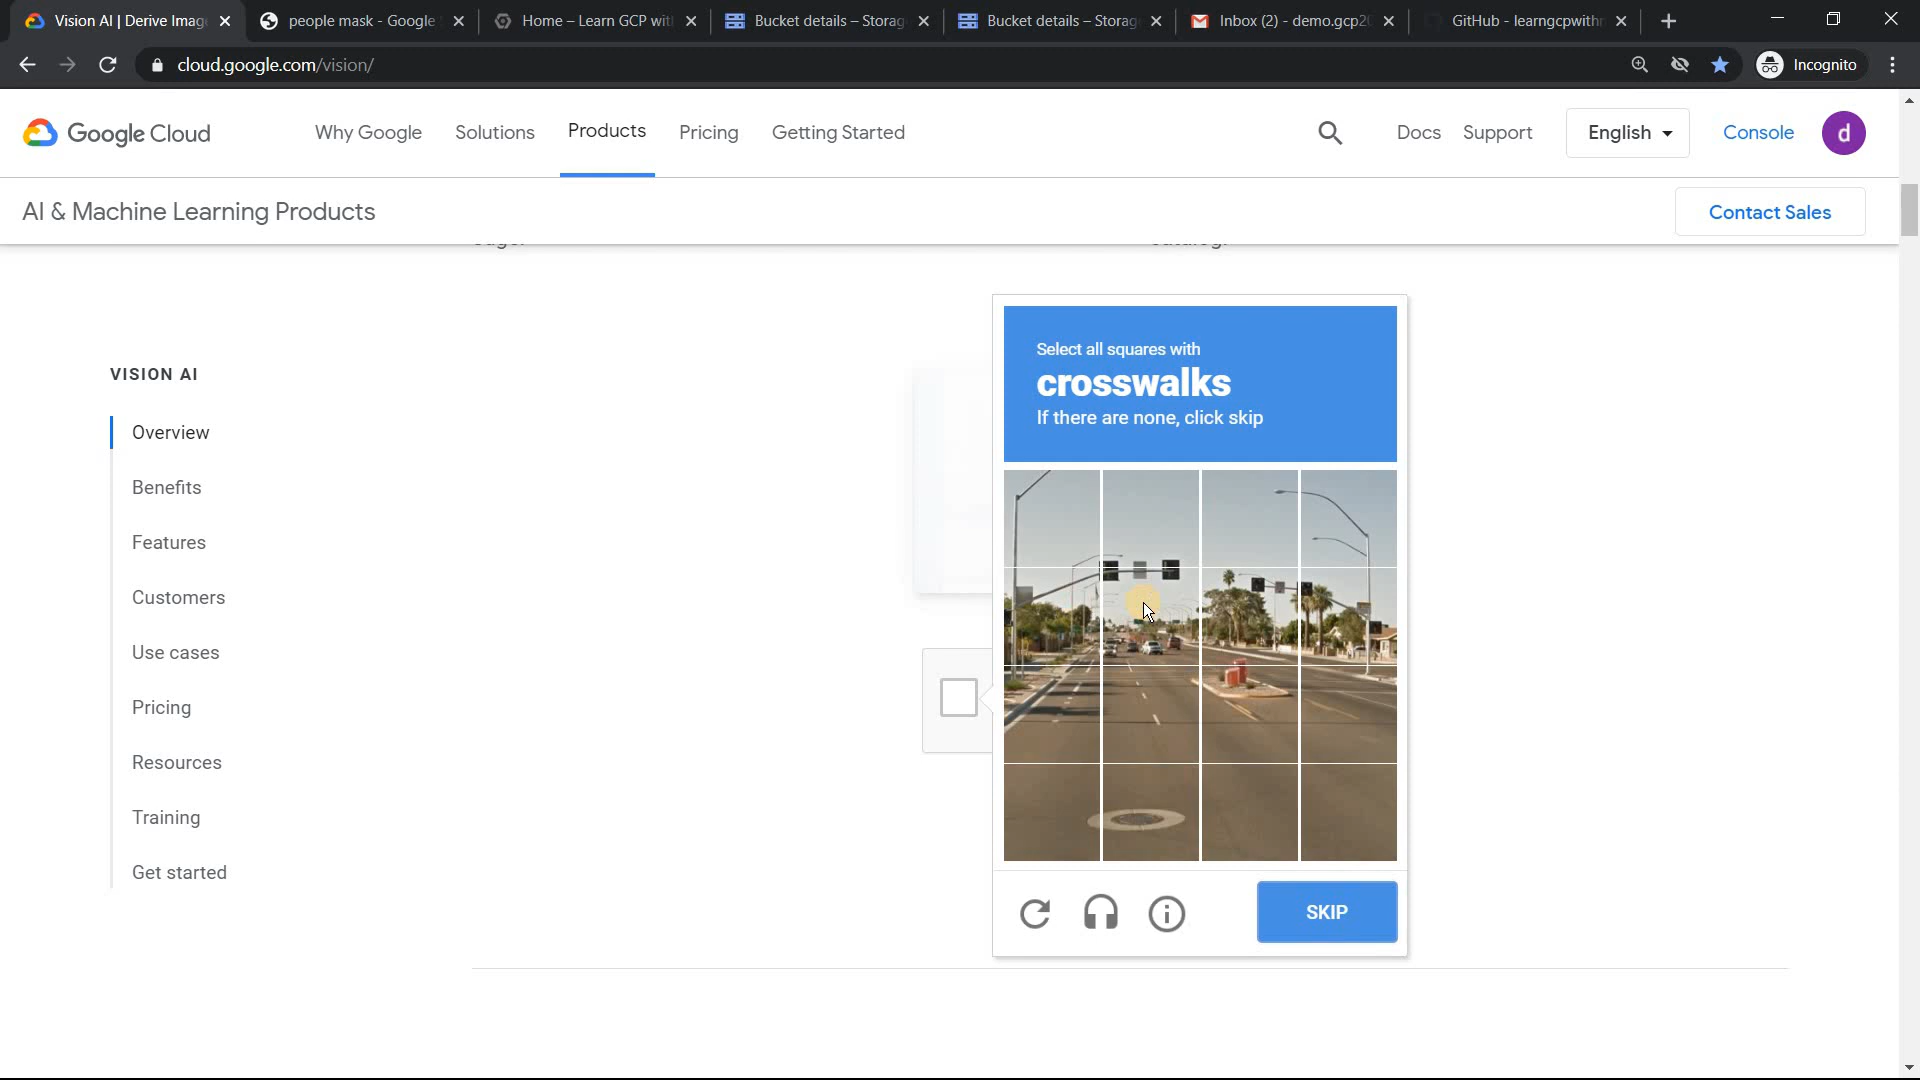 Vision AI | Derive Imag
people mask - Google
Home – Learn GCP wit
Bucket details – Storag
Bucket details – Storag
Inbox (2) - demo.gcp2
GitHub - learngcpwith
cloud.google.com/vision/
Incognito
Google Cloud
Why Google
Solutions
Products
Pricing
Getting Started
Docs
Support
English
Console
d
AI & Machine Learning Products
Contact Sales
VISION AI
Overview
Benefits
Features
Customers
Use cases
Pricing
Resources
Training
Get started
Select all squares with
crosswalks
If there are none, click skip
SKIP